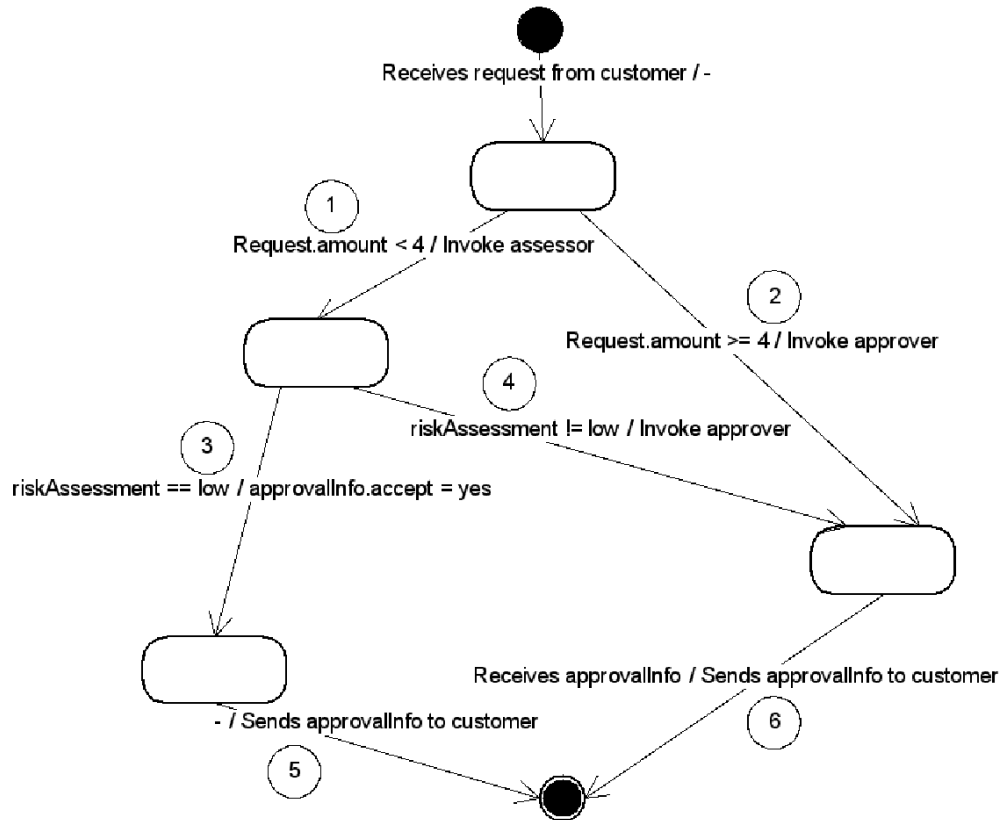 Receives request from customer / -
1
Request.amount < 4 / Invoke assessor
2
Request.amount >= 4 / Invoke approver
4
riskAssessment != low / Invoke approver
3
riskAssessment == low / approvalInfo.accept = yes
Receives approvalInfo / Sends approvalInfo to customer
6
- / Sends approvalInfo to customer
5